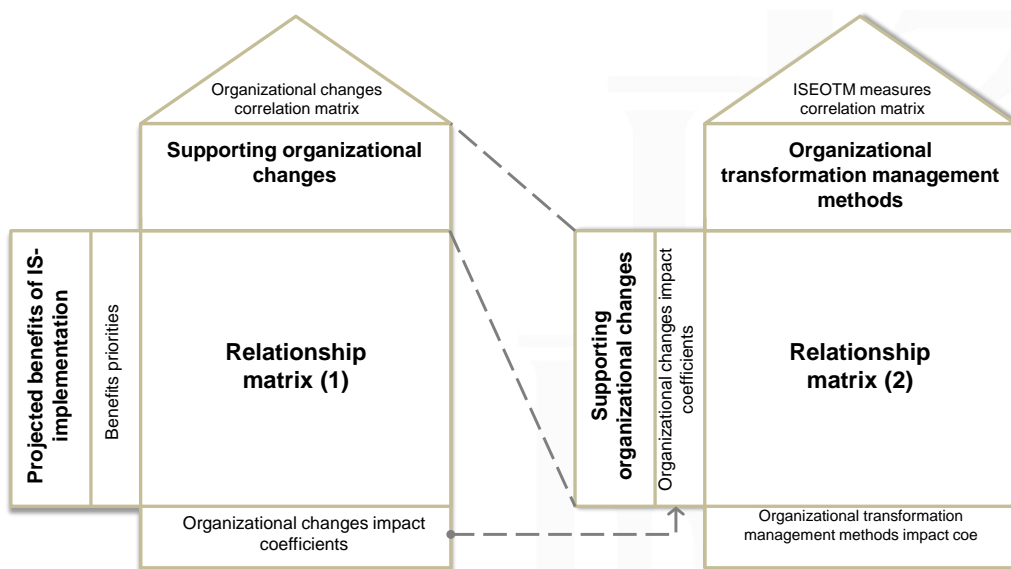 Organizational changes
correlation matrix
Supporting organizational
changes
Projected benefits of IS-
implementation
Benefits priorities
Relationship
matrix (1)
Organizational changes impact
coefficients
ISEOTM measures
correlation matrix
Organizational
transformation management
methods
Supporting
organizational changes
Organizational changes impact
coefficients
Relationship
matrix (2)
Organizational transformation
management methods impact coe